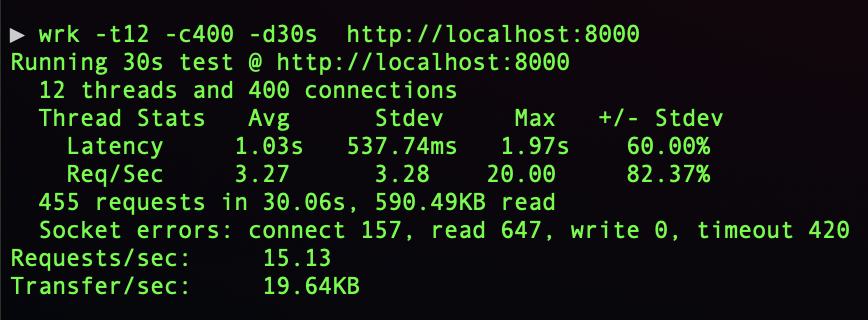 ▶ wrk -t12 -c400 -d30s  http://localhost:8000
Running 30s test @ http://localhost:8000
  12 threads and 400 connections
  Thread Stats   Avg      Stdev     Max   +/- Stdev
    Latency     1.03s   537.74ms   1.97s    60.00%
    Req/Sec     3.27      3.28    20.00     82.37%
  455 requests in 30.06s, 590.49KB read
  Socket errors: connect 157, read 647, write 0, timeout 420
Requests/sec:     15.13
Transfer/sec:     19.64KB